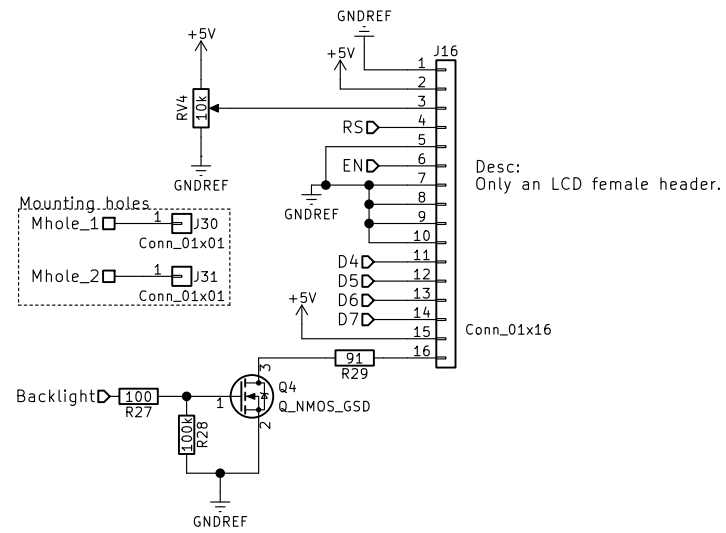 GNDREF
+5V
+5V
J16
RV4
10k
1
2
3
RS
4
5
EN
6
Desc:
7
Only an LCD female header.
GNDREF
GNDREF
8
9
10
Mounting holes
Mhole_1
1
J30
Conn_01x01
Mhole_2
1
J31
Conn_01x01
D4
11
D5
12
D6
13
D7
14
+5V
15
Conn_01x16
16
91
R29
3
Q4
Q_NMOS_GSD
Backlight
100
R27
1
2
100k
R28
GNDREF